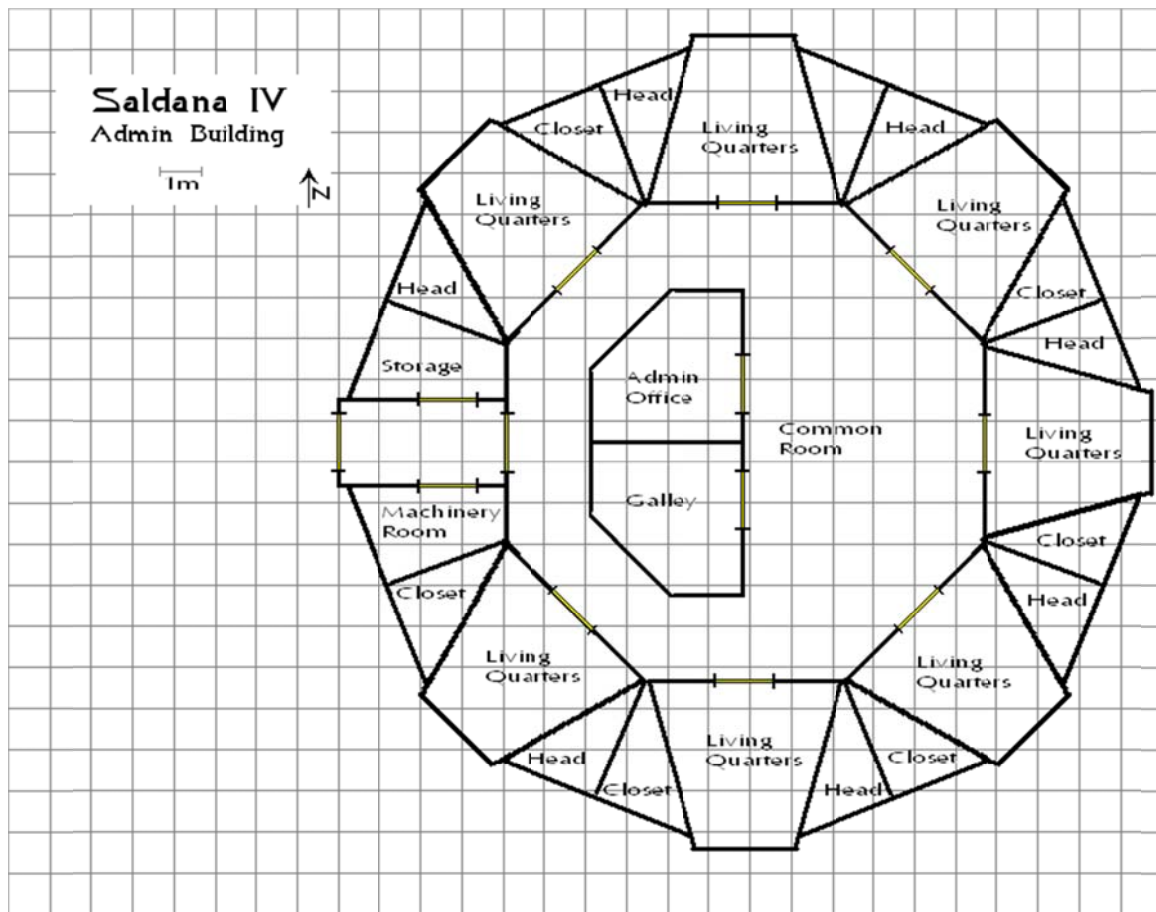 Saldana IV
Admin Building
1m
N
Head
Closet
Living
Quarters
Head
Living
Quarters
Living
Quarters
Head
Closet
Storage
Head
Admin
Office
Common
Room
Living
Quarters
Galley
Machinery
Room
Closet
Closet
Head
Living
Quarters
Living
Quarters
Living
Quarters
Head
Closet
Closet
Head